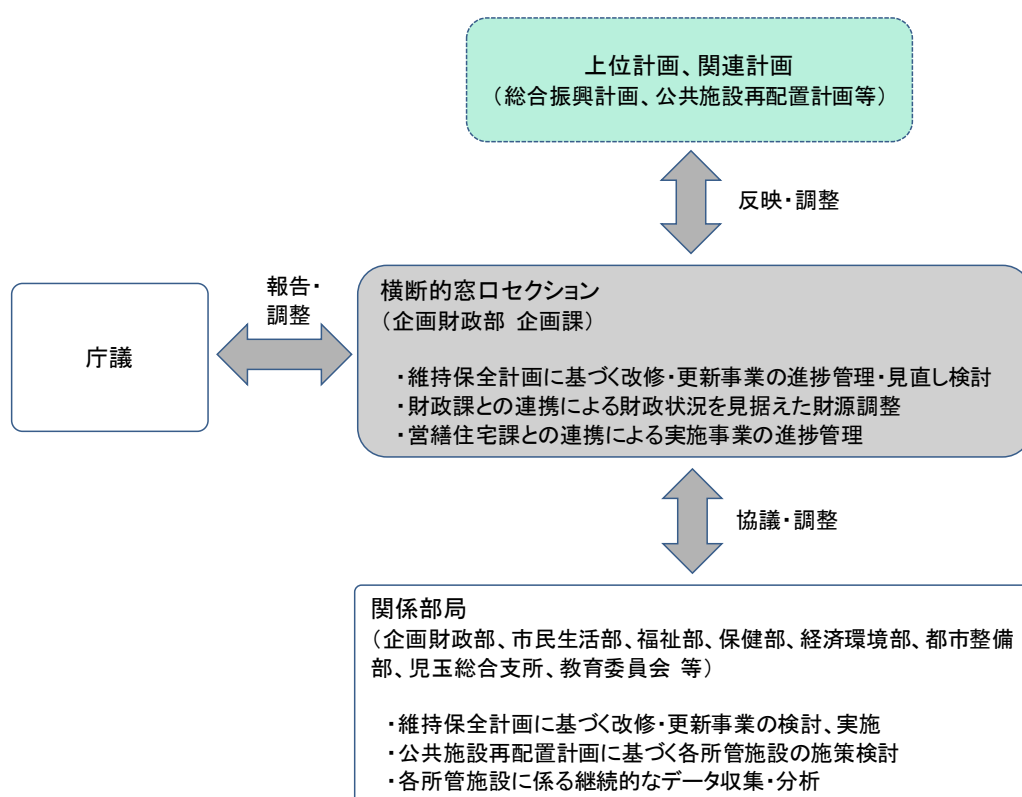 上位計画、関連計画
（総合振興計画、公共施設再配置計画等）
反映・調整
報告・
調整
庁議
横断的窓口セクション
（企画財政部 企画課）
・維持保全計画に基づく改修・更新事業の進捗管理・見直し検討
・財政課との連携による財政状況を見据えた財源調整
・営繕住宅課との連携による実施事業の進捗管理
協議・調整
関係部局
（企画財政部、市民生活部、福祉部、保健部、経済環境部、都市整備
部、児玉総合支所、教育委員会 等）
・維持保全計画に基づく改修・更新事業の検討、実施
・公共施設再配置計画に基づく各所管施設の施策検討
・各所管施設に係る継続的なデータ収集・分析